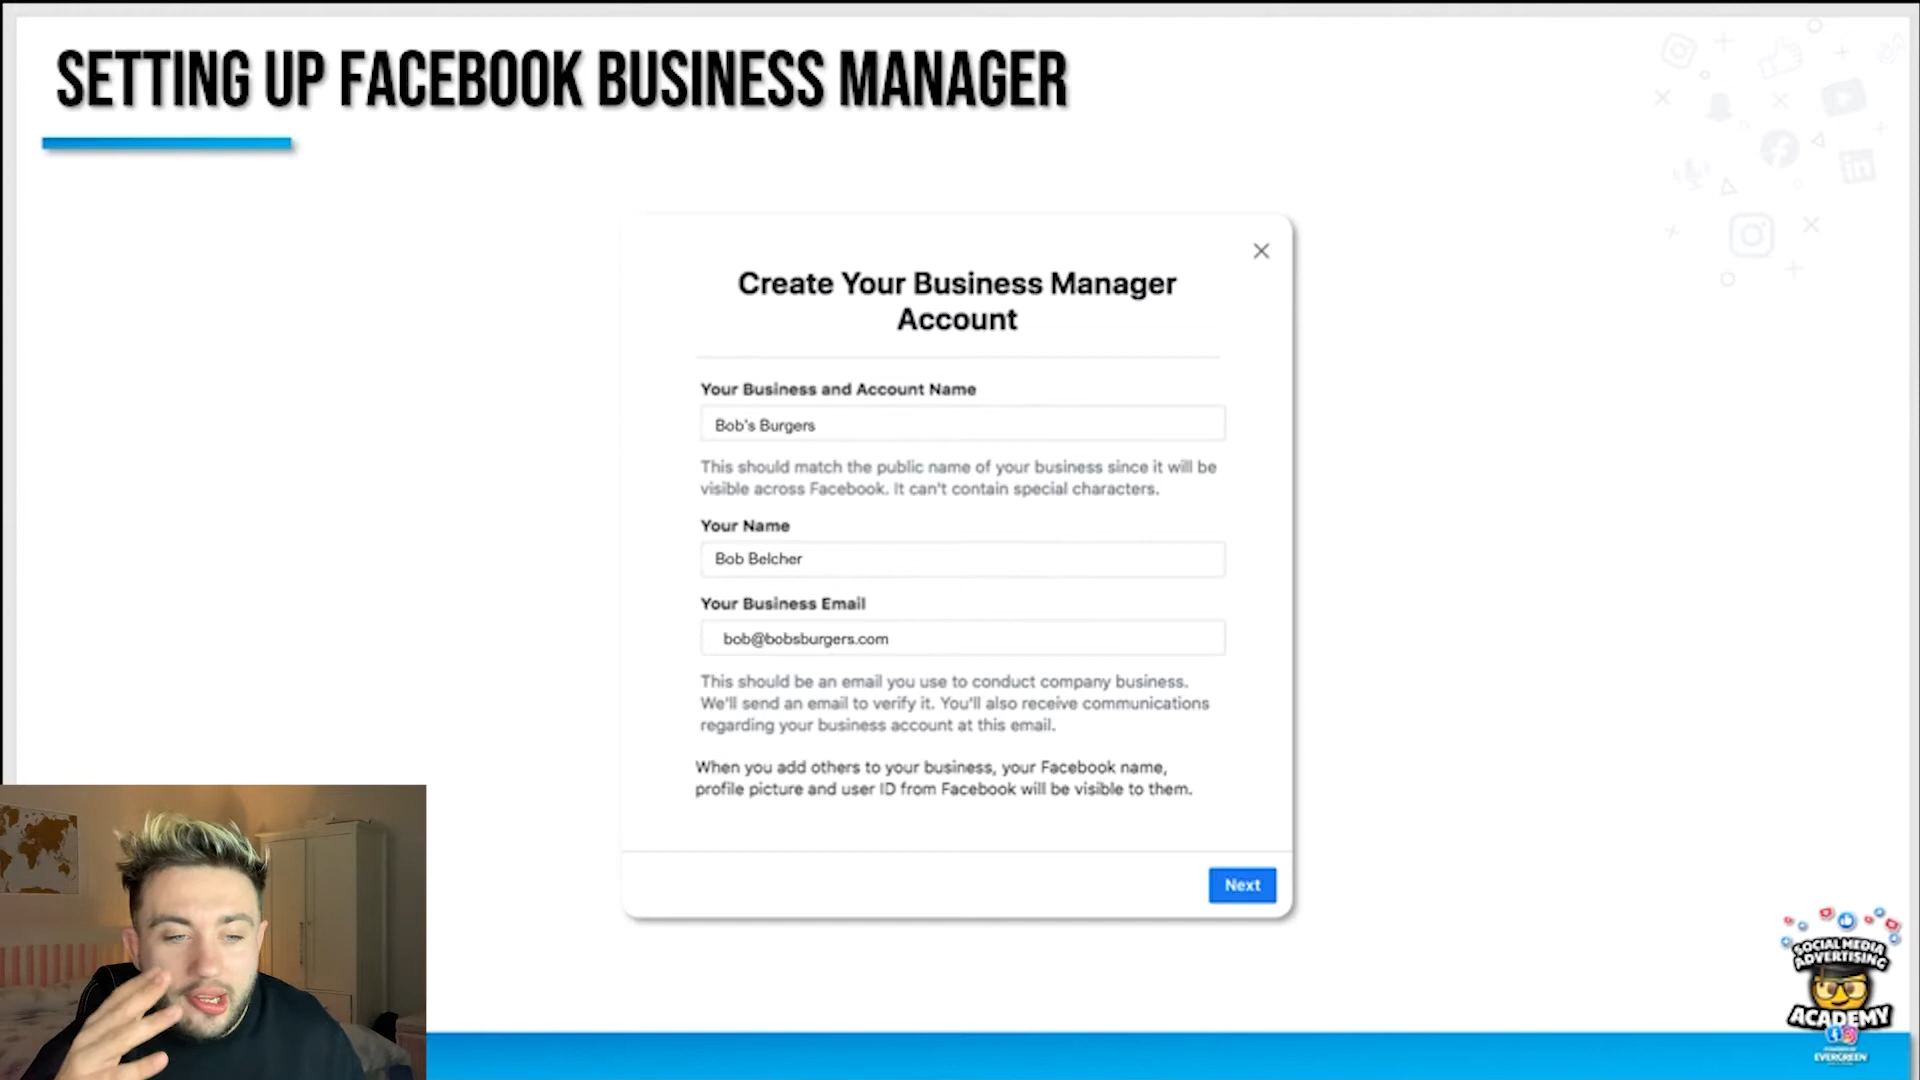 SETTING UP FACEBOOK BUSINESS MANAGER
Create Your Business Manager
Account
Your Business and Account Name
Bob's Burgers
This should match the public name of your business since it will be
visible across Facebook. It can't contain special characters.
Your Name
Bob Belcher
Your Business Email
bob@bobsburgers.com
This should be an email you use to conduct company business.
We'll send an email to verify it. You'll also receive communications
regarding your business account at this email.
When you add others to your business, your Facebook name,
profile picture and user ID from Facebook will be visible to them.
Next
SOCIAL MEDIA
ADVERTISING
ACADEMY
EVERGREEN